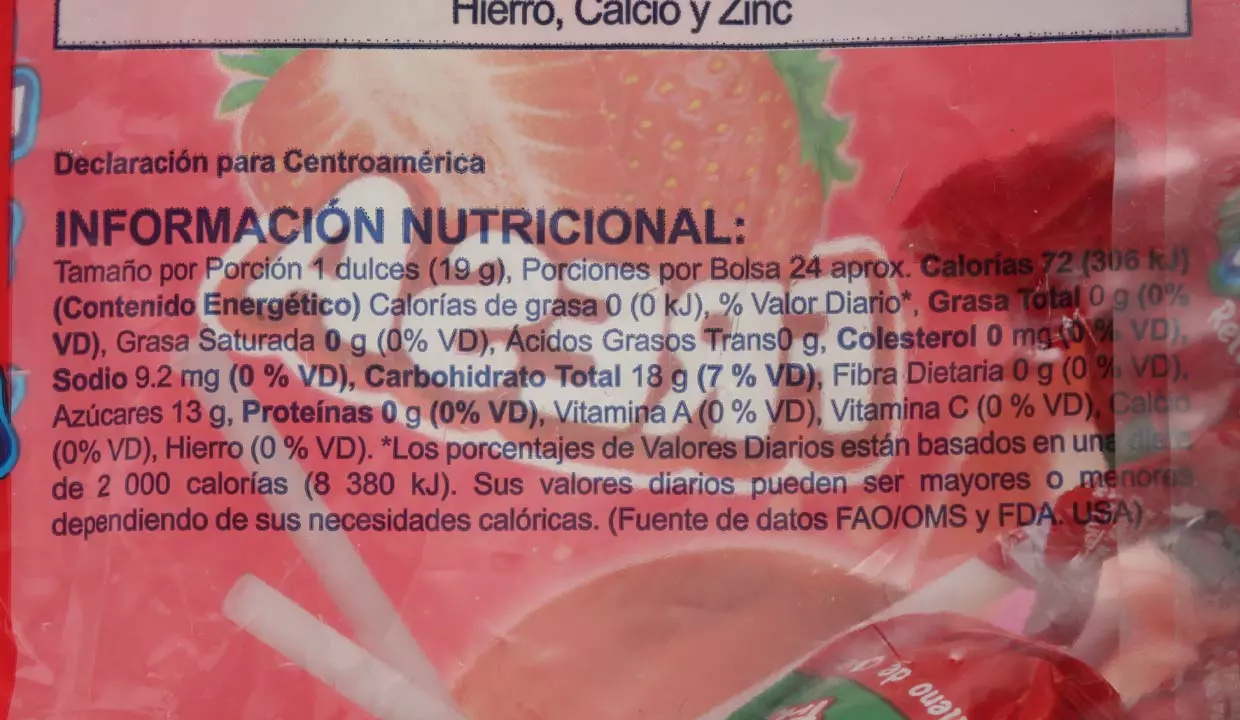 Hierro, Calcio y Zinc
Declaración para Centroamérica
INFORMACIÓN NUTRICIONAL:
Tamaño por Porción 1 dulces (19 g), Porciones por Bolsa 24 aprox. Calorías 72 (306 kJ)
(Contenido Energético) Calorías de grasa 0 (0 kJ), % Valor Diario*, Grasa Total 0 g (0%
VD), Grasa Saturada 0 g (0% VD), Ácidos Grasos Trans0 g, Colesterol 0 mg (0 % VD),
Sodio 9.2 mg (0 % VD), Carbohidrato Total 18 g (7 % VD), Fibra Dietaria 0 g (0 % VD),
Azúcares 13 g, Proteínas 0 g (0% VD), Vitamina A (0 % VD), Vitamina C (0 % VD), Calcio
(0% VD), Hierro (0 % VD). *Los porcentajes de Valores Diarios están basados en una dieta
de 2 000 calorías (8 380 kJ). Sus valores diarios pueden ser mayores o menores
dependiendo de sus necesidades calóricas. (Fuente de datos FAO/OMS y FDA. USA)